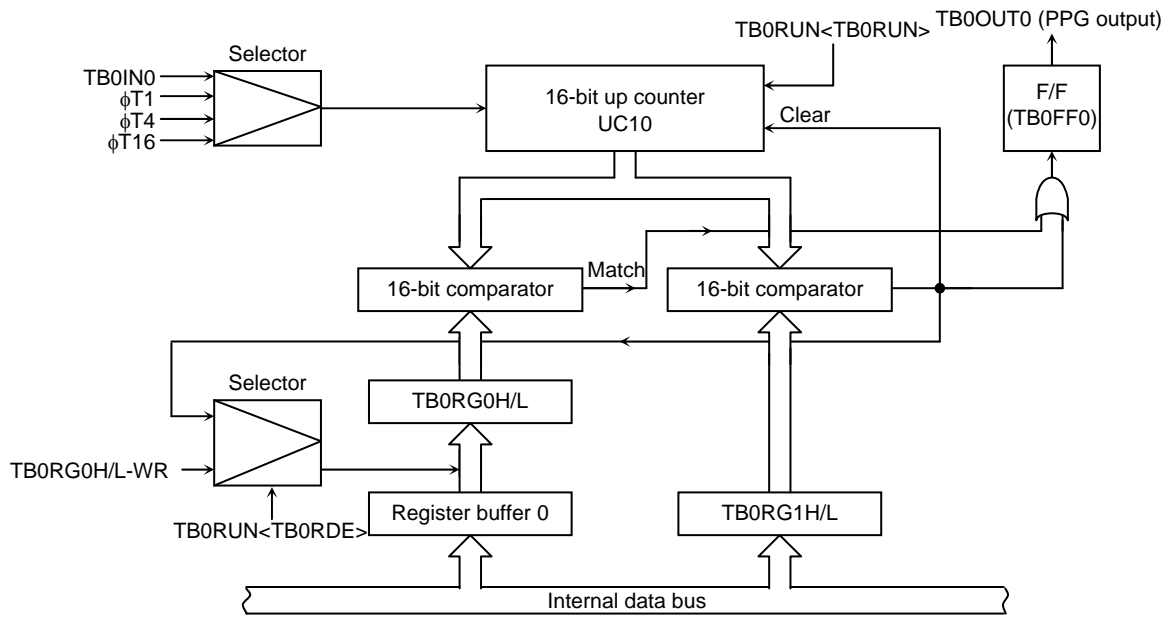 TB0OUT0 (PPG output)
TB0RUN<TB0RUN>
Selector
TB0IN0
ϕT1
ϕT4
ϕT16
16-bit up counter
UC10
Clear
F/F
(TB0FF0)
16-bit comparator
Match
16-bit comparator
Selector
TB0RG0H/L
TB0RG0H/L-WR
TB0RUN<TB0RDE>
Register buffer 0
TB0RG1H/L
Internal data bus